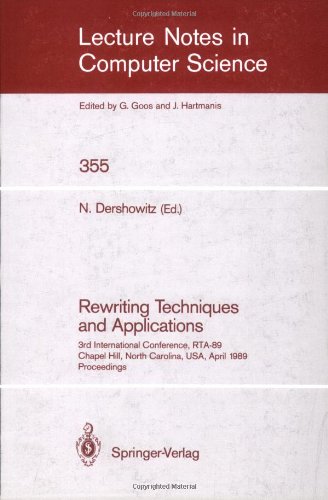 Lecture Notes in
Computer Science
Edited by G. Goos and J. Hartmanis
355
N. Dershowitz (Ed.)
Rewriting Techniques
and Applications
3rd International Conference, RTA-89
Chapel Hill, North Carolina, USA, April 1989
Proceedings
Springer-Verlag